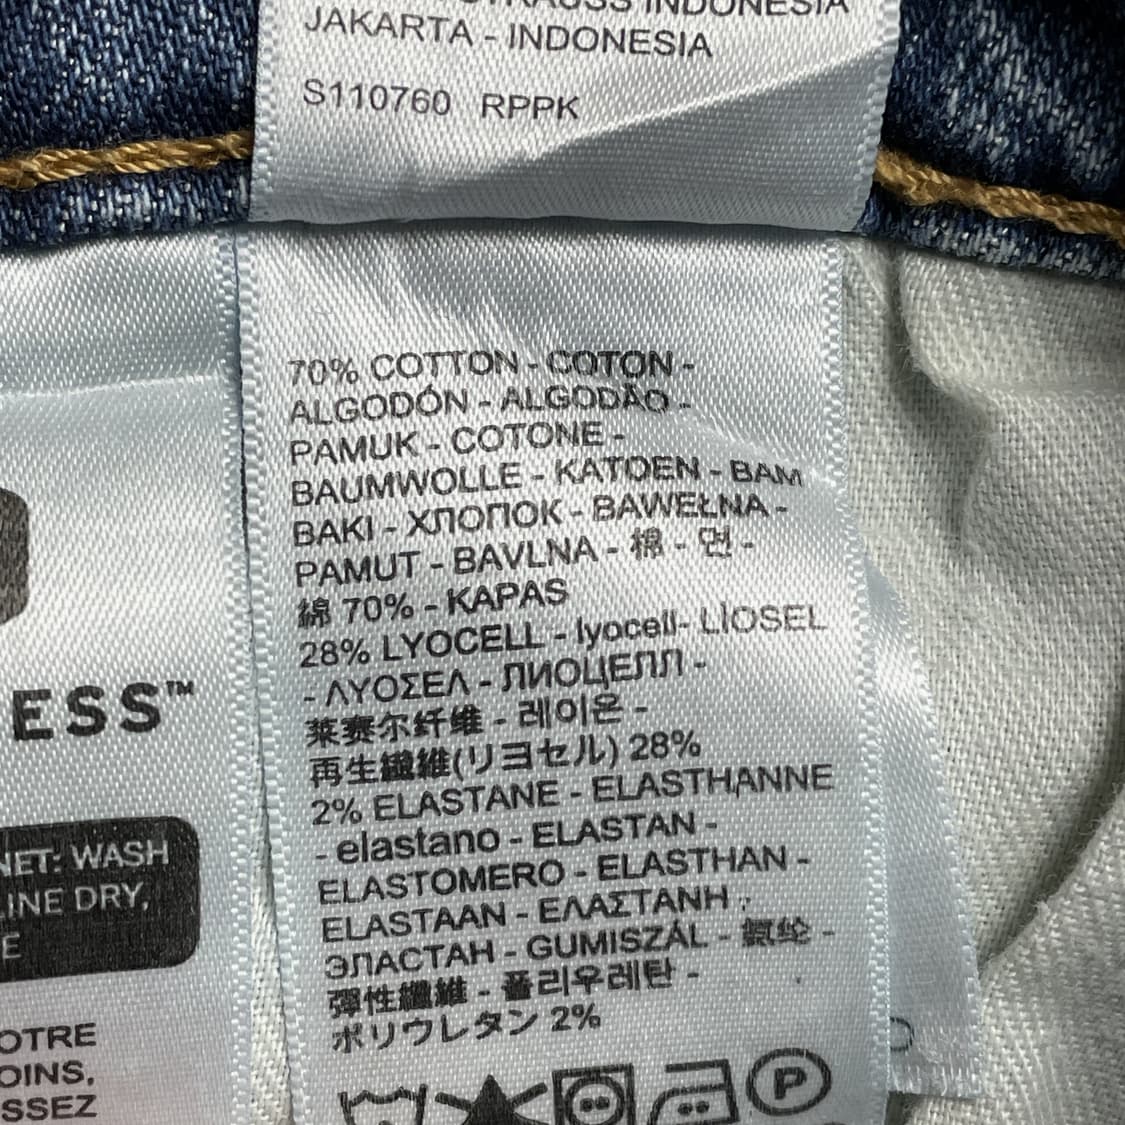 STRAUSS INDONESIA
JAKARTA - INDONESIA
S110760 RPPK
70% COTTON - COTON -
ALGODÓN - ALGODÃO -
PAMUK - COTONE -
BAUMWOLLE - KATOEN - BAM
BAKI - ХЛОПОК - BAWEŁNA -
PAMUT - BAVLNA - 棉 - 면 -
綿 70% - KAPAS
28% LYOCELL - lyocell- LİOSEL
- ΛΥΟΣΕΛ - ЛИОЦЕЛЛ -
莱赛尔纤维 - 레이온 -
再生繊維(リヨセル) 28%
2% ELASTANE - ELASTHANNE
- elastano - ELASTAN -
ELASTOMERO - ELASTHAN -
ELASTAAN - ΕΛΑΣΤΑΝΗ -
ЭЛАСТАН - GUMISZÁL - 氨纶 -
彈性纖維 - 폴리우레탄 -
ポリウレタン 2%
P
ESS™
NET: WASH
LINE DRY,
E
OTRE
OINS,
SSEZ